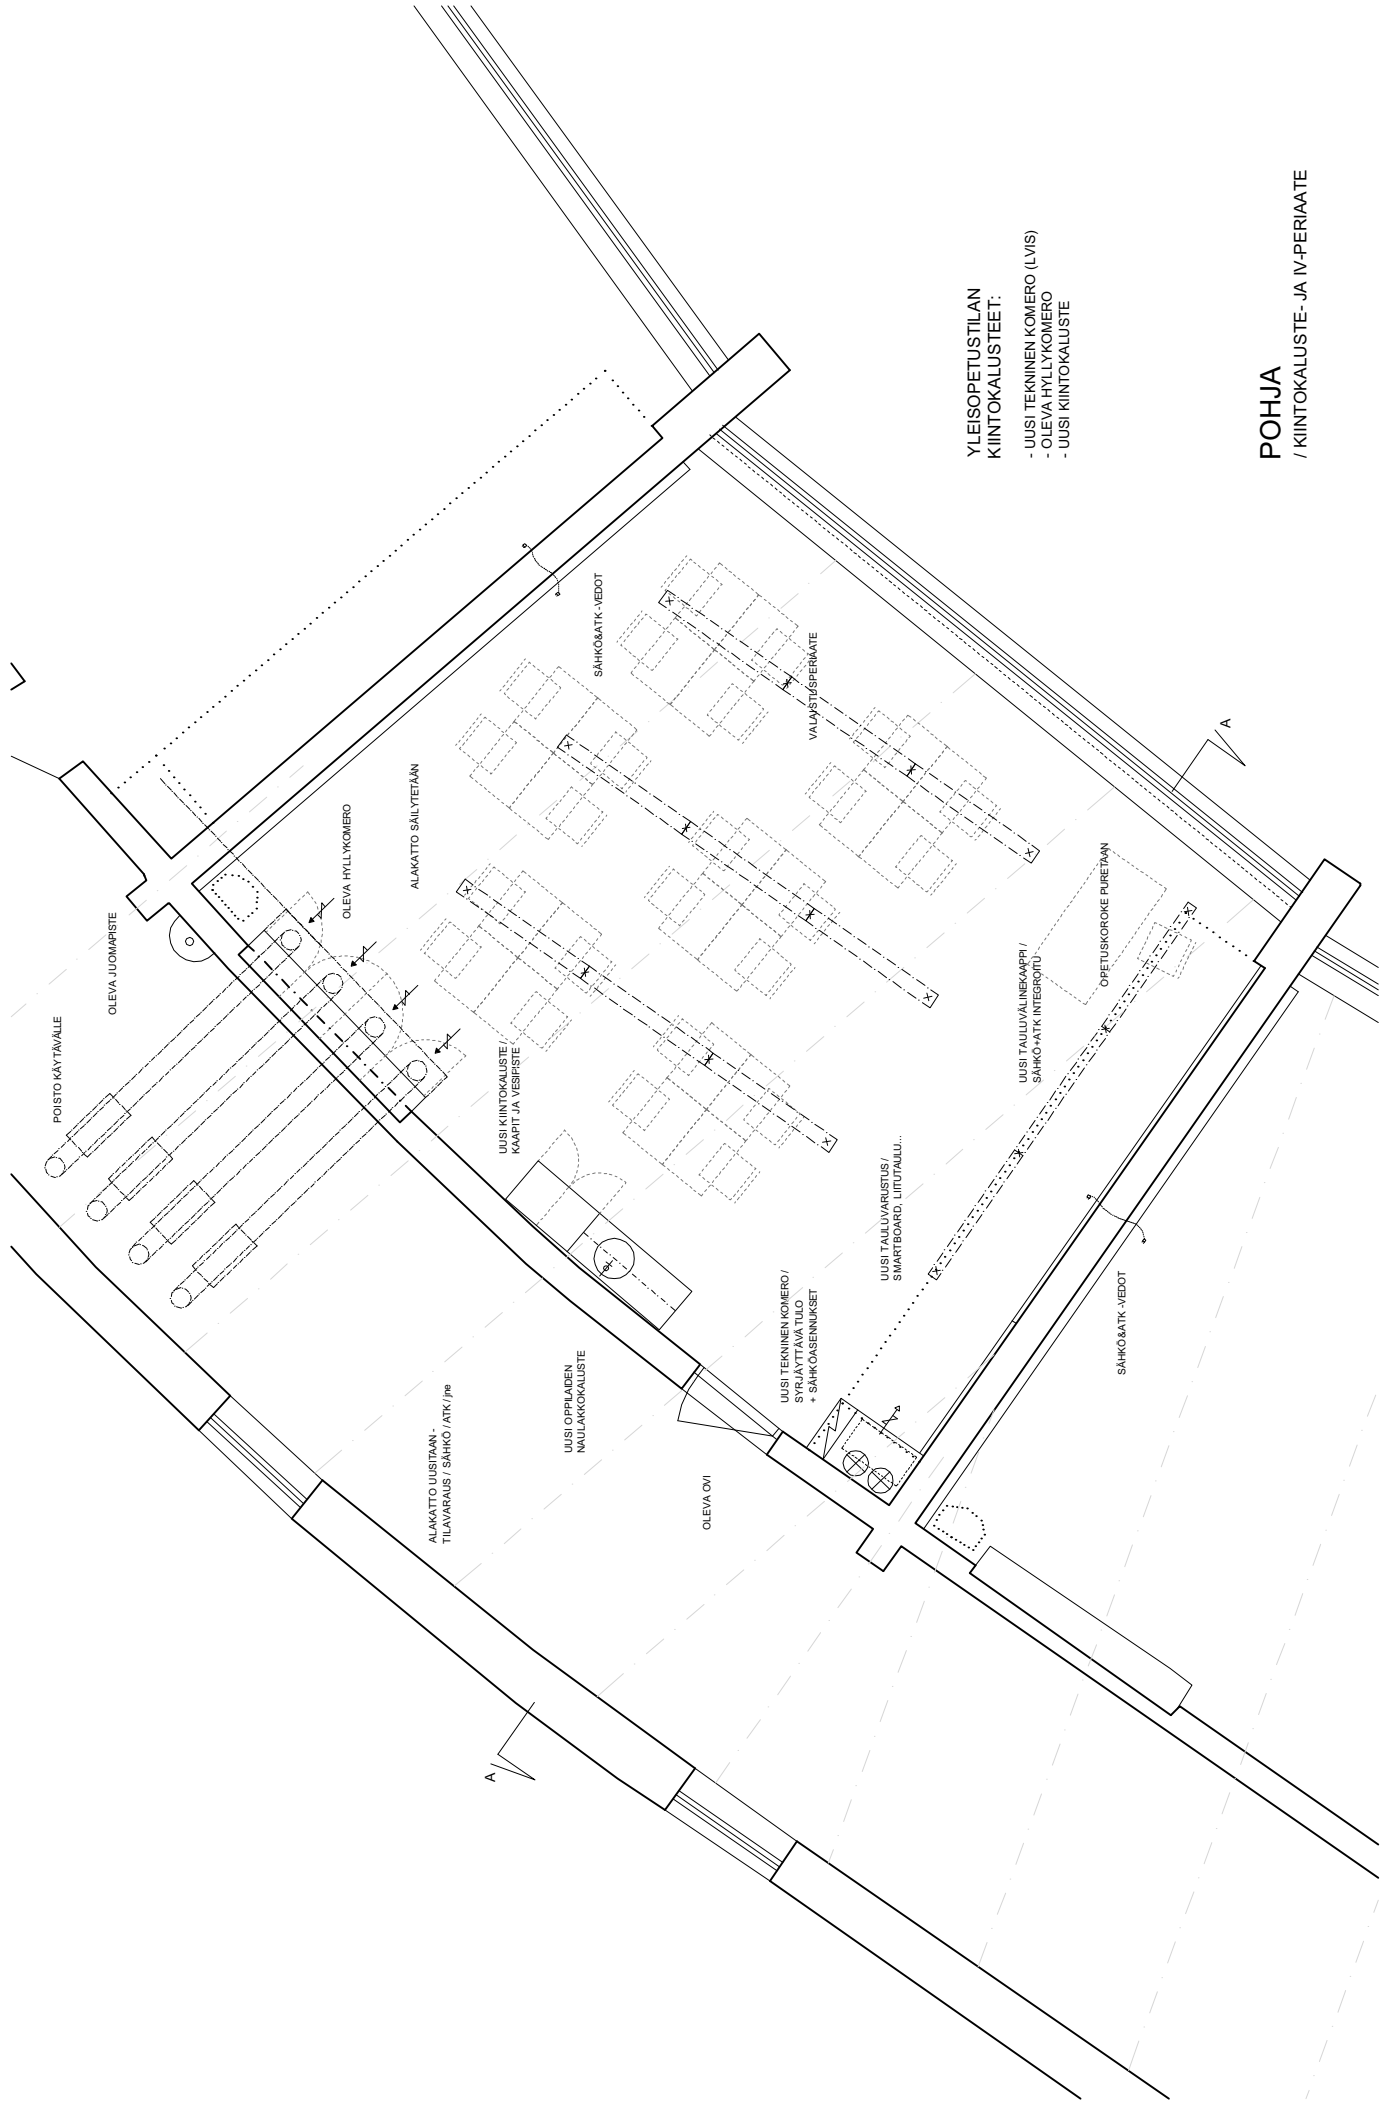 POISTO KÄYTÄVÄLLE
OLEVA JUOMAPISTE
OLEVA HYLLYKOMERO
ALAKATTO SÄILYTETÄÄN
SÄHKÖ&ATK -VEDOT
VALAISTUSPERIAATE
UUSI KIINTOKALUSTE /
KAAPIT JA VESIPISTE
ALAKATTO UUSITAAN -
TILAVARAUS / SÄHKÖ / ATK / jne
UUSI OPPILAIDEN
NAULAKKOKALUSTE
OLEVA OVI
UUSI TEKNINEN KOMERO /
SYRJÄYTTÄVÄ TULO
+ SÄHKÖASENNUKSET
UUSI TAULUVARUSTUS /
SMARTBOARD, LIITUTAULU...
UUSI TAULUVÄLINEKAAPPI /
SÄHKÖ+ATK INTEGROITU
OPETUSKOROKE PURETAAN
SÄHKÖ&ATK -VEDOT
A
A
YLEISOPETUSTILAN
KIINTOKALUSTEET:
- UUSI TEKNINEN KOMERO (LVIS)
- OLEVA HYLLYKOMERO
- UUSI KIINTOKALUSTE
POHJA
/ KIINTOKALUSTE- JA IV-PERIAATE